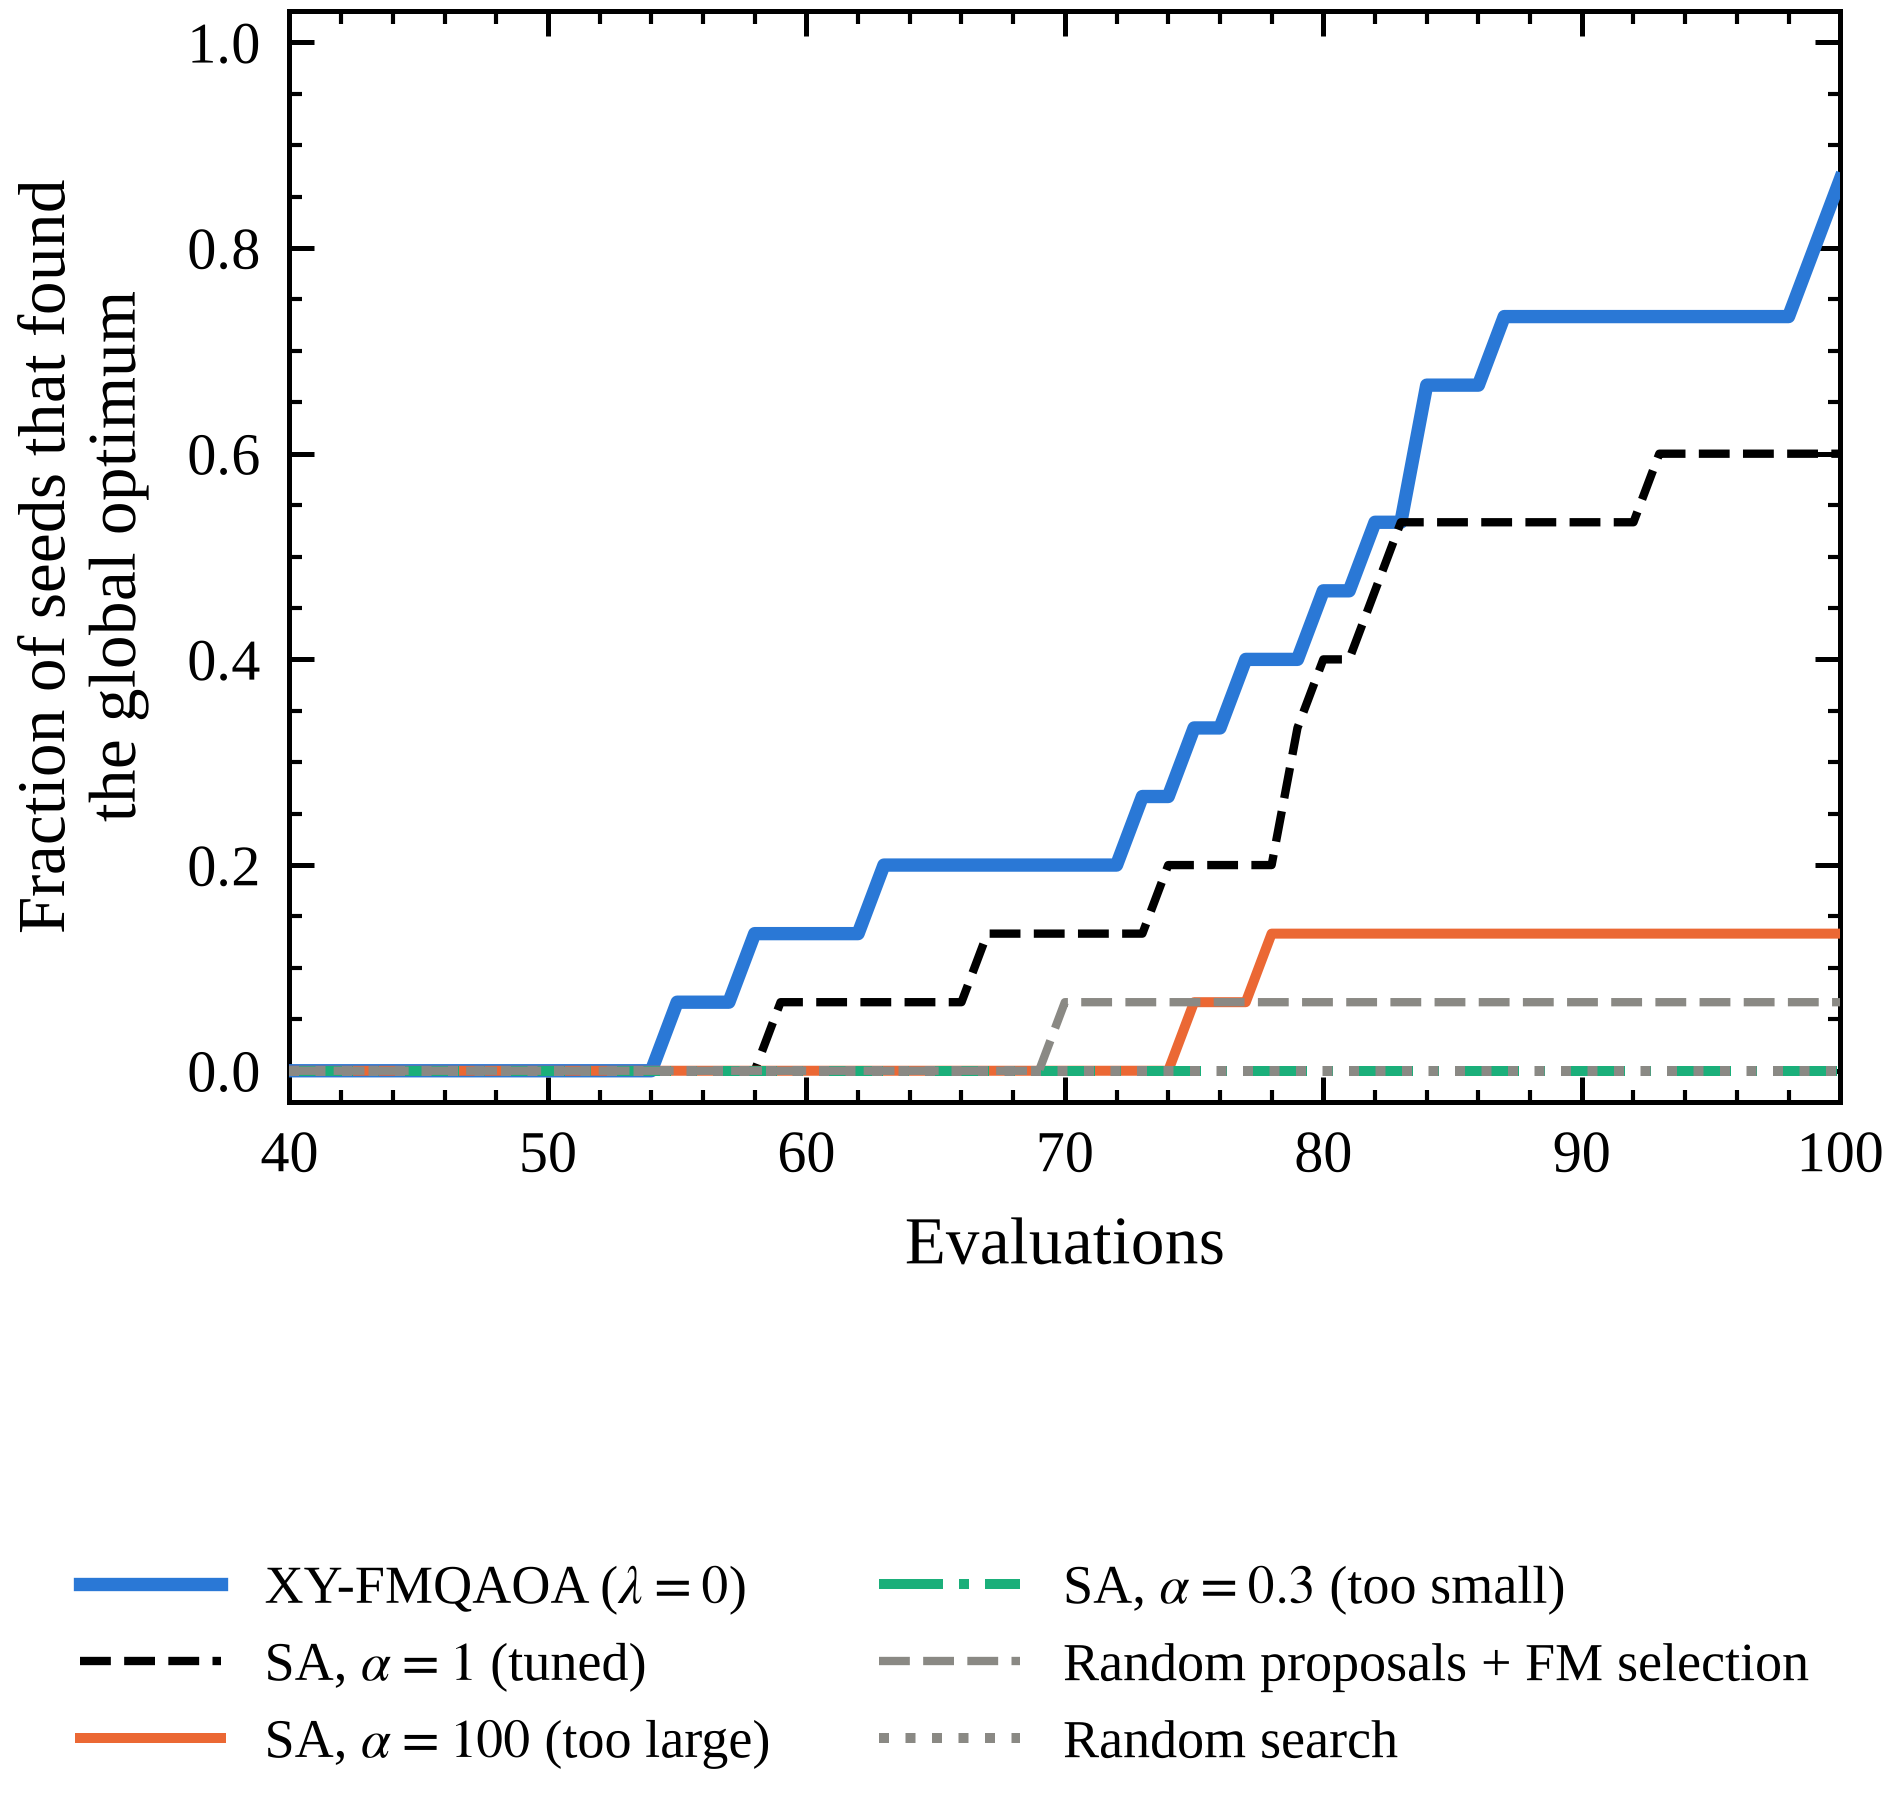 Fraction of seeds that found
the global optimum
1.0
0.8
0.6
0.4
0.2
0.0
40 50 60 70 80 90 100
Evaluations
XY-FMQAOA (λ = 0)
SA, α = 1 (tuned)
SA, α = 100 (too large)
SA, α = 0.3 (too small)
Random proposals + FM selection
Random search